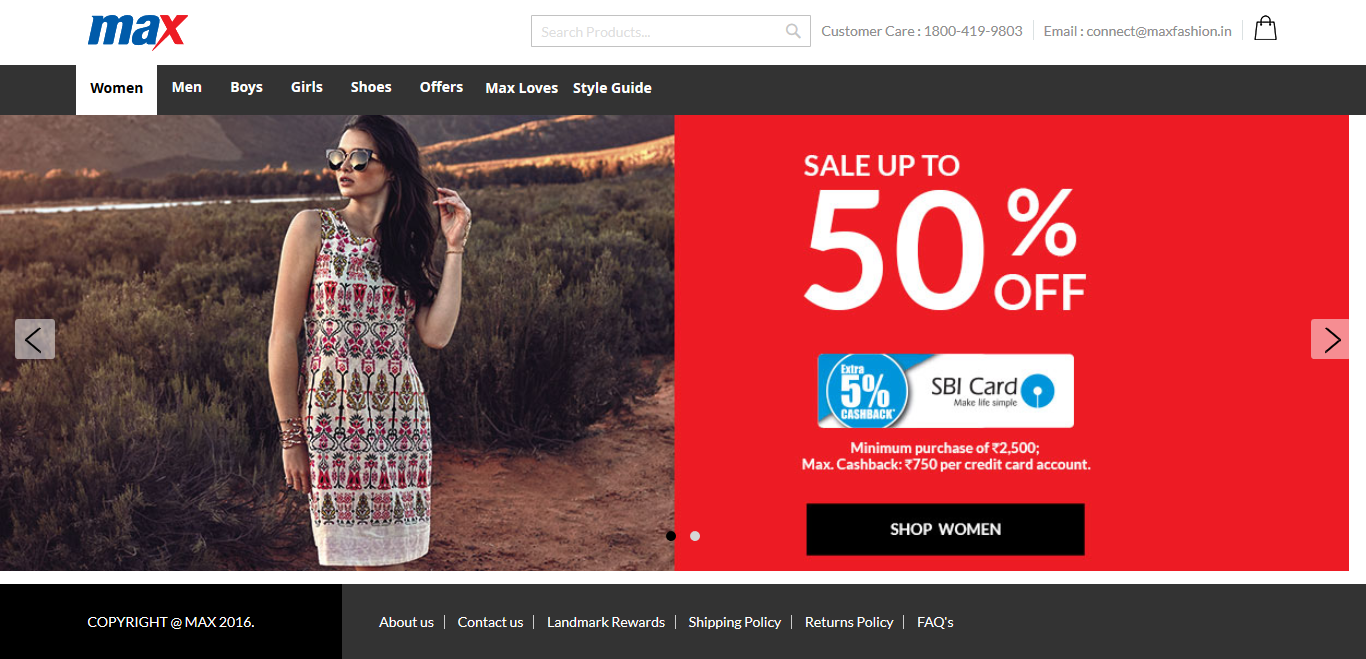 max
Search Products...
Customer Care : 1800-419-9803
Email : connect@maxfashion.in
Women Men Boys Girls Shoes Offers Max Loves Style Guide
SALE UP TO
50%
OFF
Extra
5%
CASHBACK*
SBI Card
Make life simple
Minimum purchase of ₹2,500;
Max. Cashback: ₹750 per credit card account.
SHOP WOMEN
COPYRIGHT @ MAX 2016.
About us Contact us Landmark Rewards Shipping Policy Returns Policy FAQ's